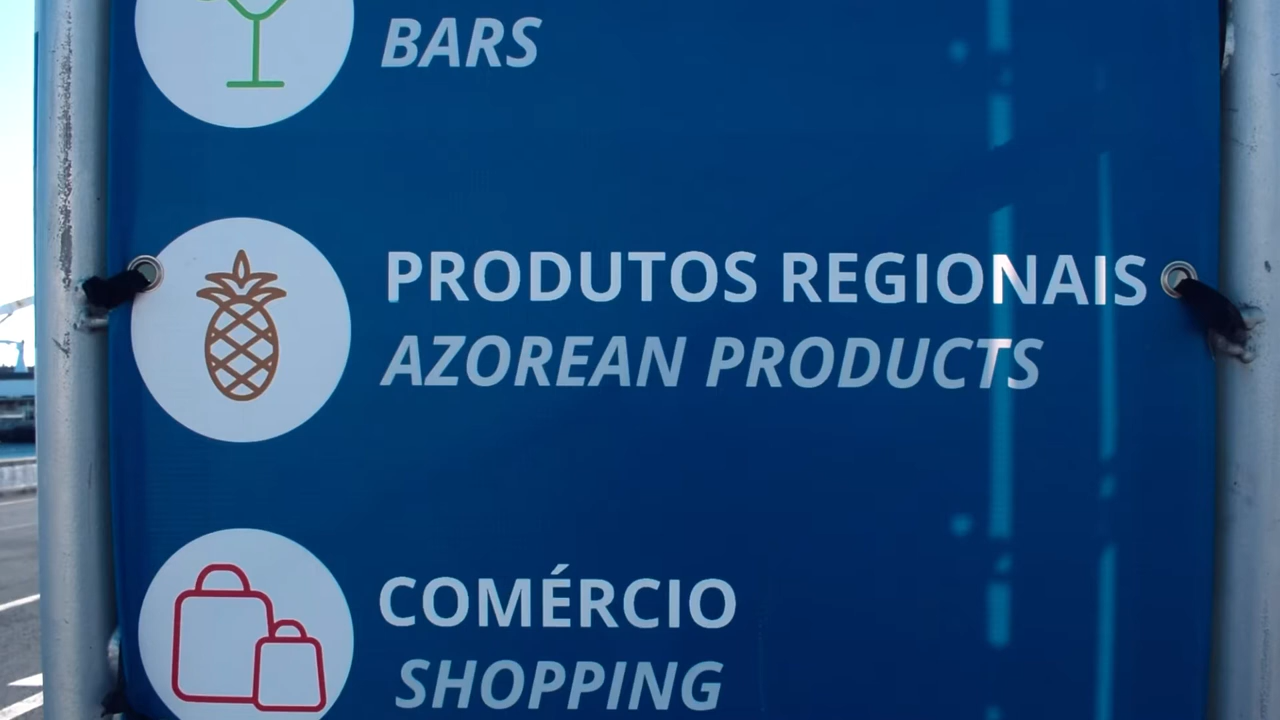 BARS
PRODUTOS REGIONAIS
AZOREAN PRODUCTS
COMÉRCIO
SHOPPING